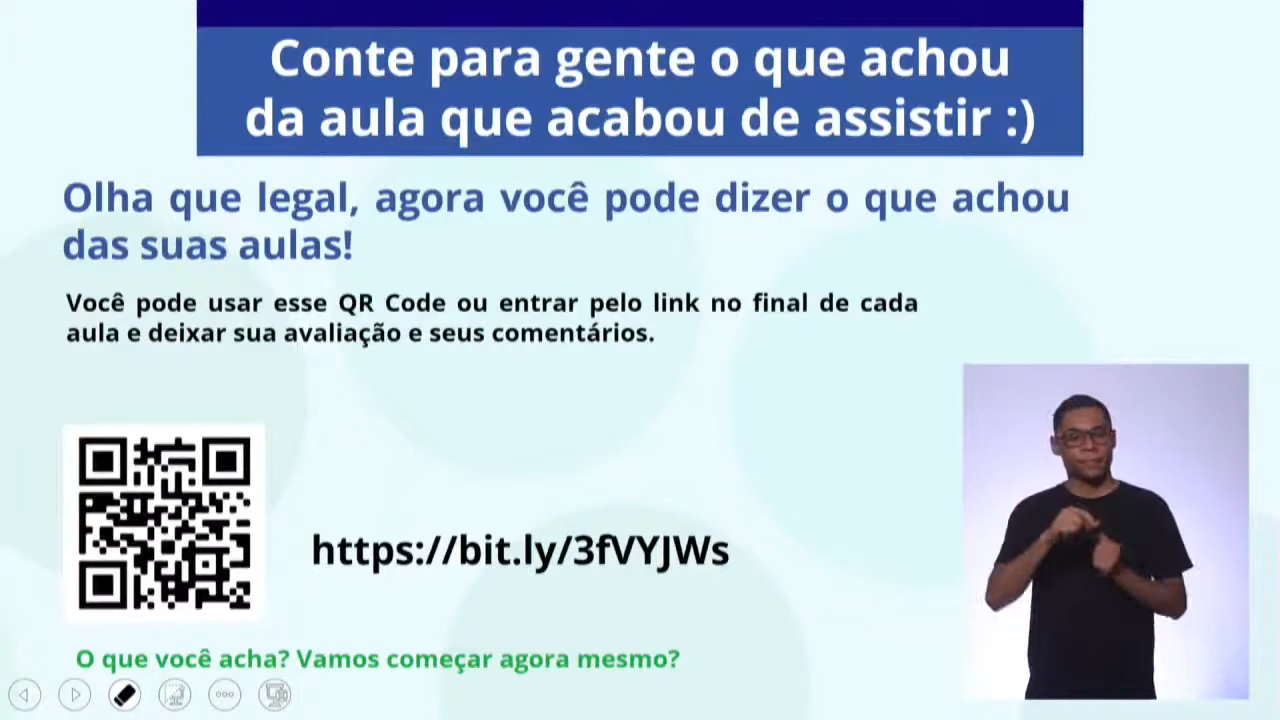 Conte para gente o que achou
da aula que acabou de assistir :)
Olha que legal, agora você pode dizer o que achou
das suas aulas!
Você pode usar esse QR Code ou entrar pelo link no final de cada
aula e deixar sua avaliação e seus comentários.
https://bit.ly/3fVYJWs
O que você acha? Vamos começar agora mesmo?